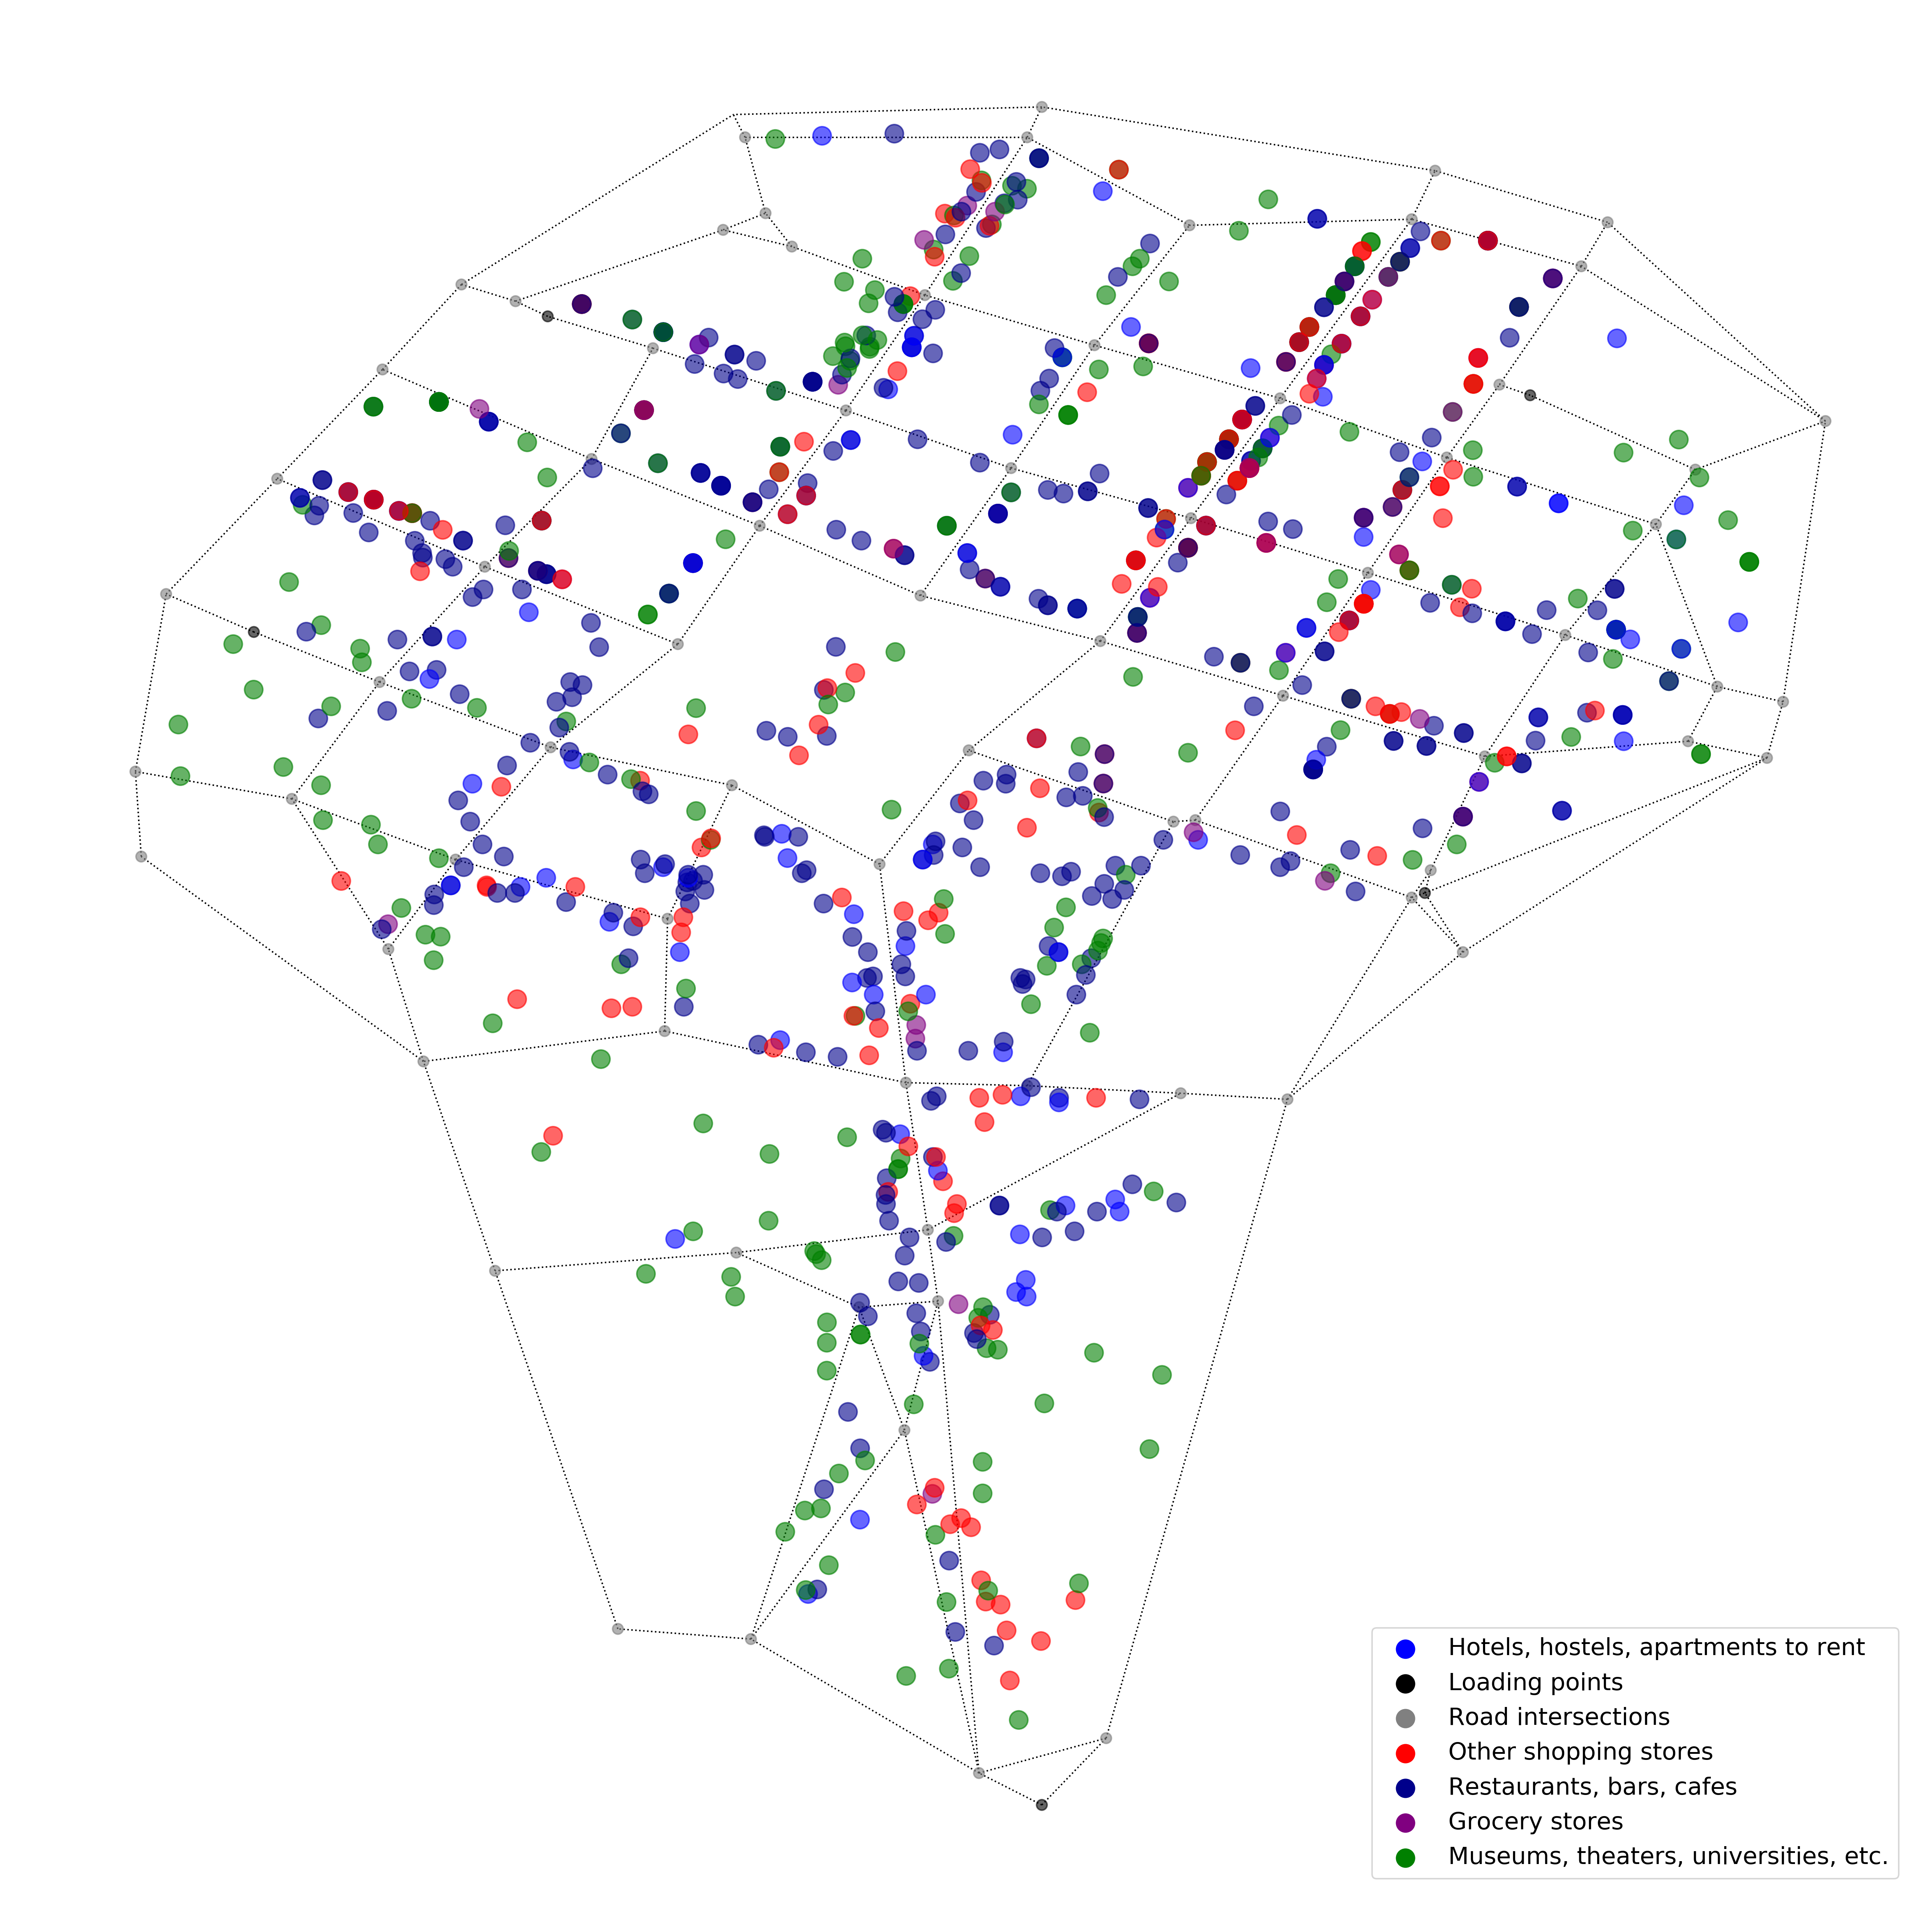 Hotels, hostels, apartments to rent
Loading points
Road intersections
Other shopping stores
Restaurants, bars, cafes
Grocery stores
Museums, theaters, universities, etc.